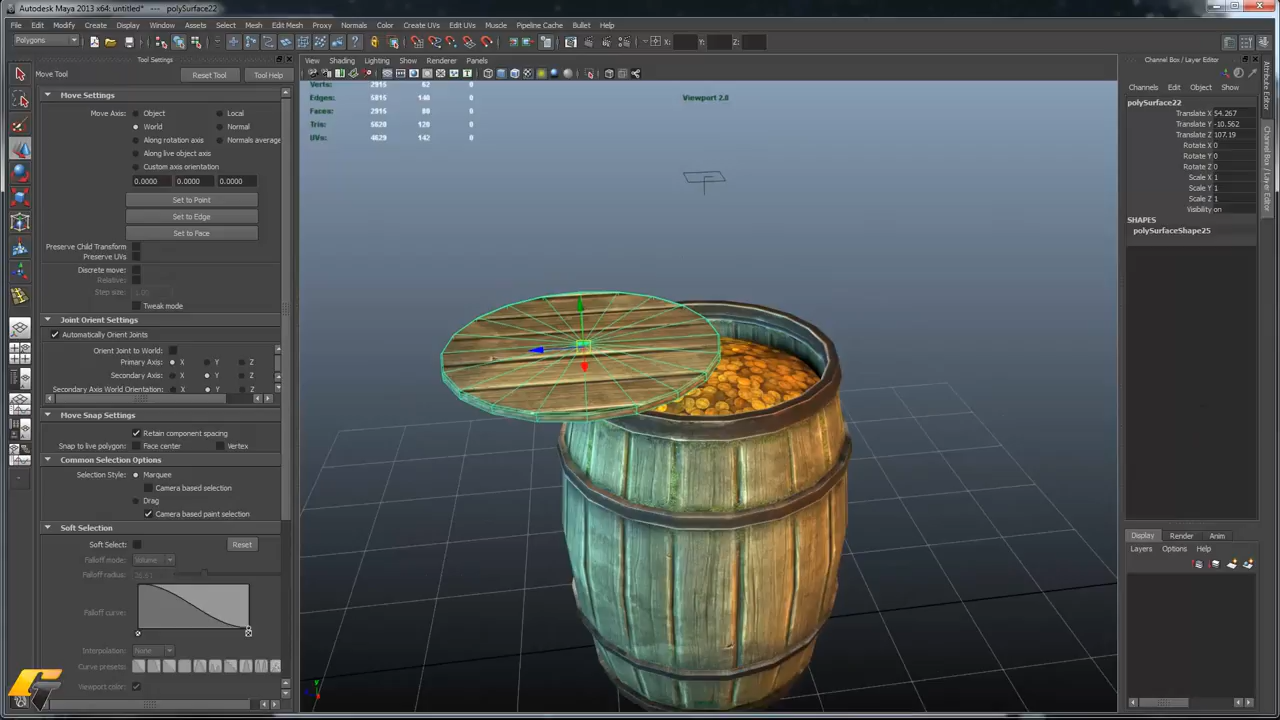 Autodesk Maya 2013 x64: untitled*   ---   polySurface22
File Edit Modify Create Display Window Assets Select Mesh Edit Mesh Proxy Normals Color Create UVs Edit UVs Muscle Pipeline Cache Bullet Help
Polygons
X: Y: Z:
Tool Settings
Move Tool
Reset Tool
Tool Help
Move Settings
Move Axis: Object Local
World Normal
Along rotation axis Normals average
Along live object axis
Custom axis orientation
0.0000 0.0000 0.0000
Set to Point
Set to Edge
Set to Face
Preserve Child Transform
Preserve UVs
Discrete move:
Relative:
Step size:
Tweak mode
Joint Orient Settings
Automatically Orient Joints
Orient Joint to World:
Primary Axis: X Y Z
Secondary Axis: X Y Z
Secondary Axis World Orientation: X Y Z
Move Snap Settings
Retain component spacing
Snap to live polygon: Face center Vertex
Common Selection Options
Selection Style: Marquee
Camera based selection
Drag
Camera based paint selection
Soft Selection
Soft Select: Reset
Falloff mode: Volume
Falloff radius:
Falloff curve:
Interpolation: None
Curve presets:
Viewport color:
View Shading Lighting Show Renderer Panels
Verts: 2915 62 0
Edges: 5815 140 0
Faces: 2915 80 0
Tris: 5620 120 0
UVs: 4629 142 0
Viewport 2.0
Channel Box / Layer Editor
Channels Edit Object Show
polySurface22
Translate X 54.267
Translate Y -10.562
Translate Z 107.19
Rotate X 0
Rotate Y 0
Rotate Z 0
Scale X 1
Scale Y 1
Scale Z 1
Visibility on
SHAPES
polySurfaceShape25
Display Render Anim
Layers Options Help
Attribute Editor
Channel Box / Layer Editor